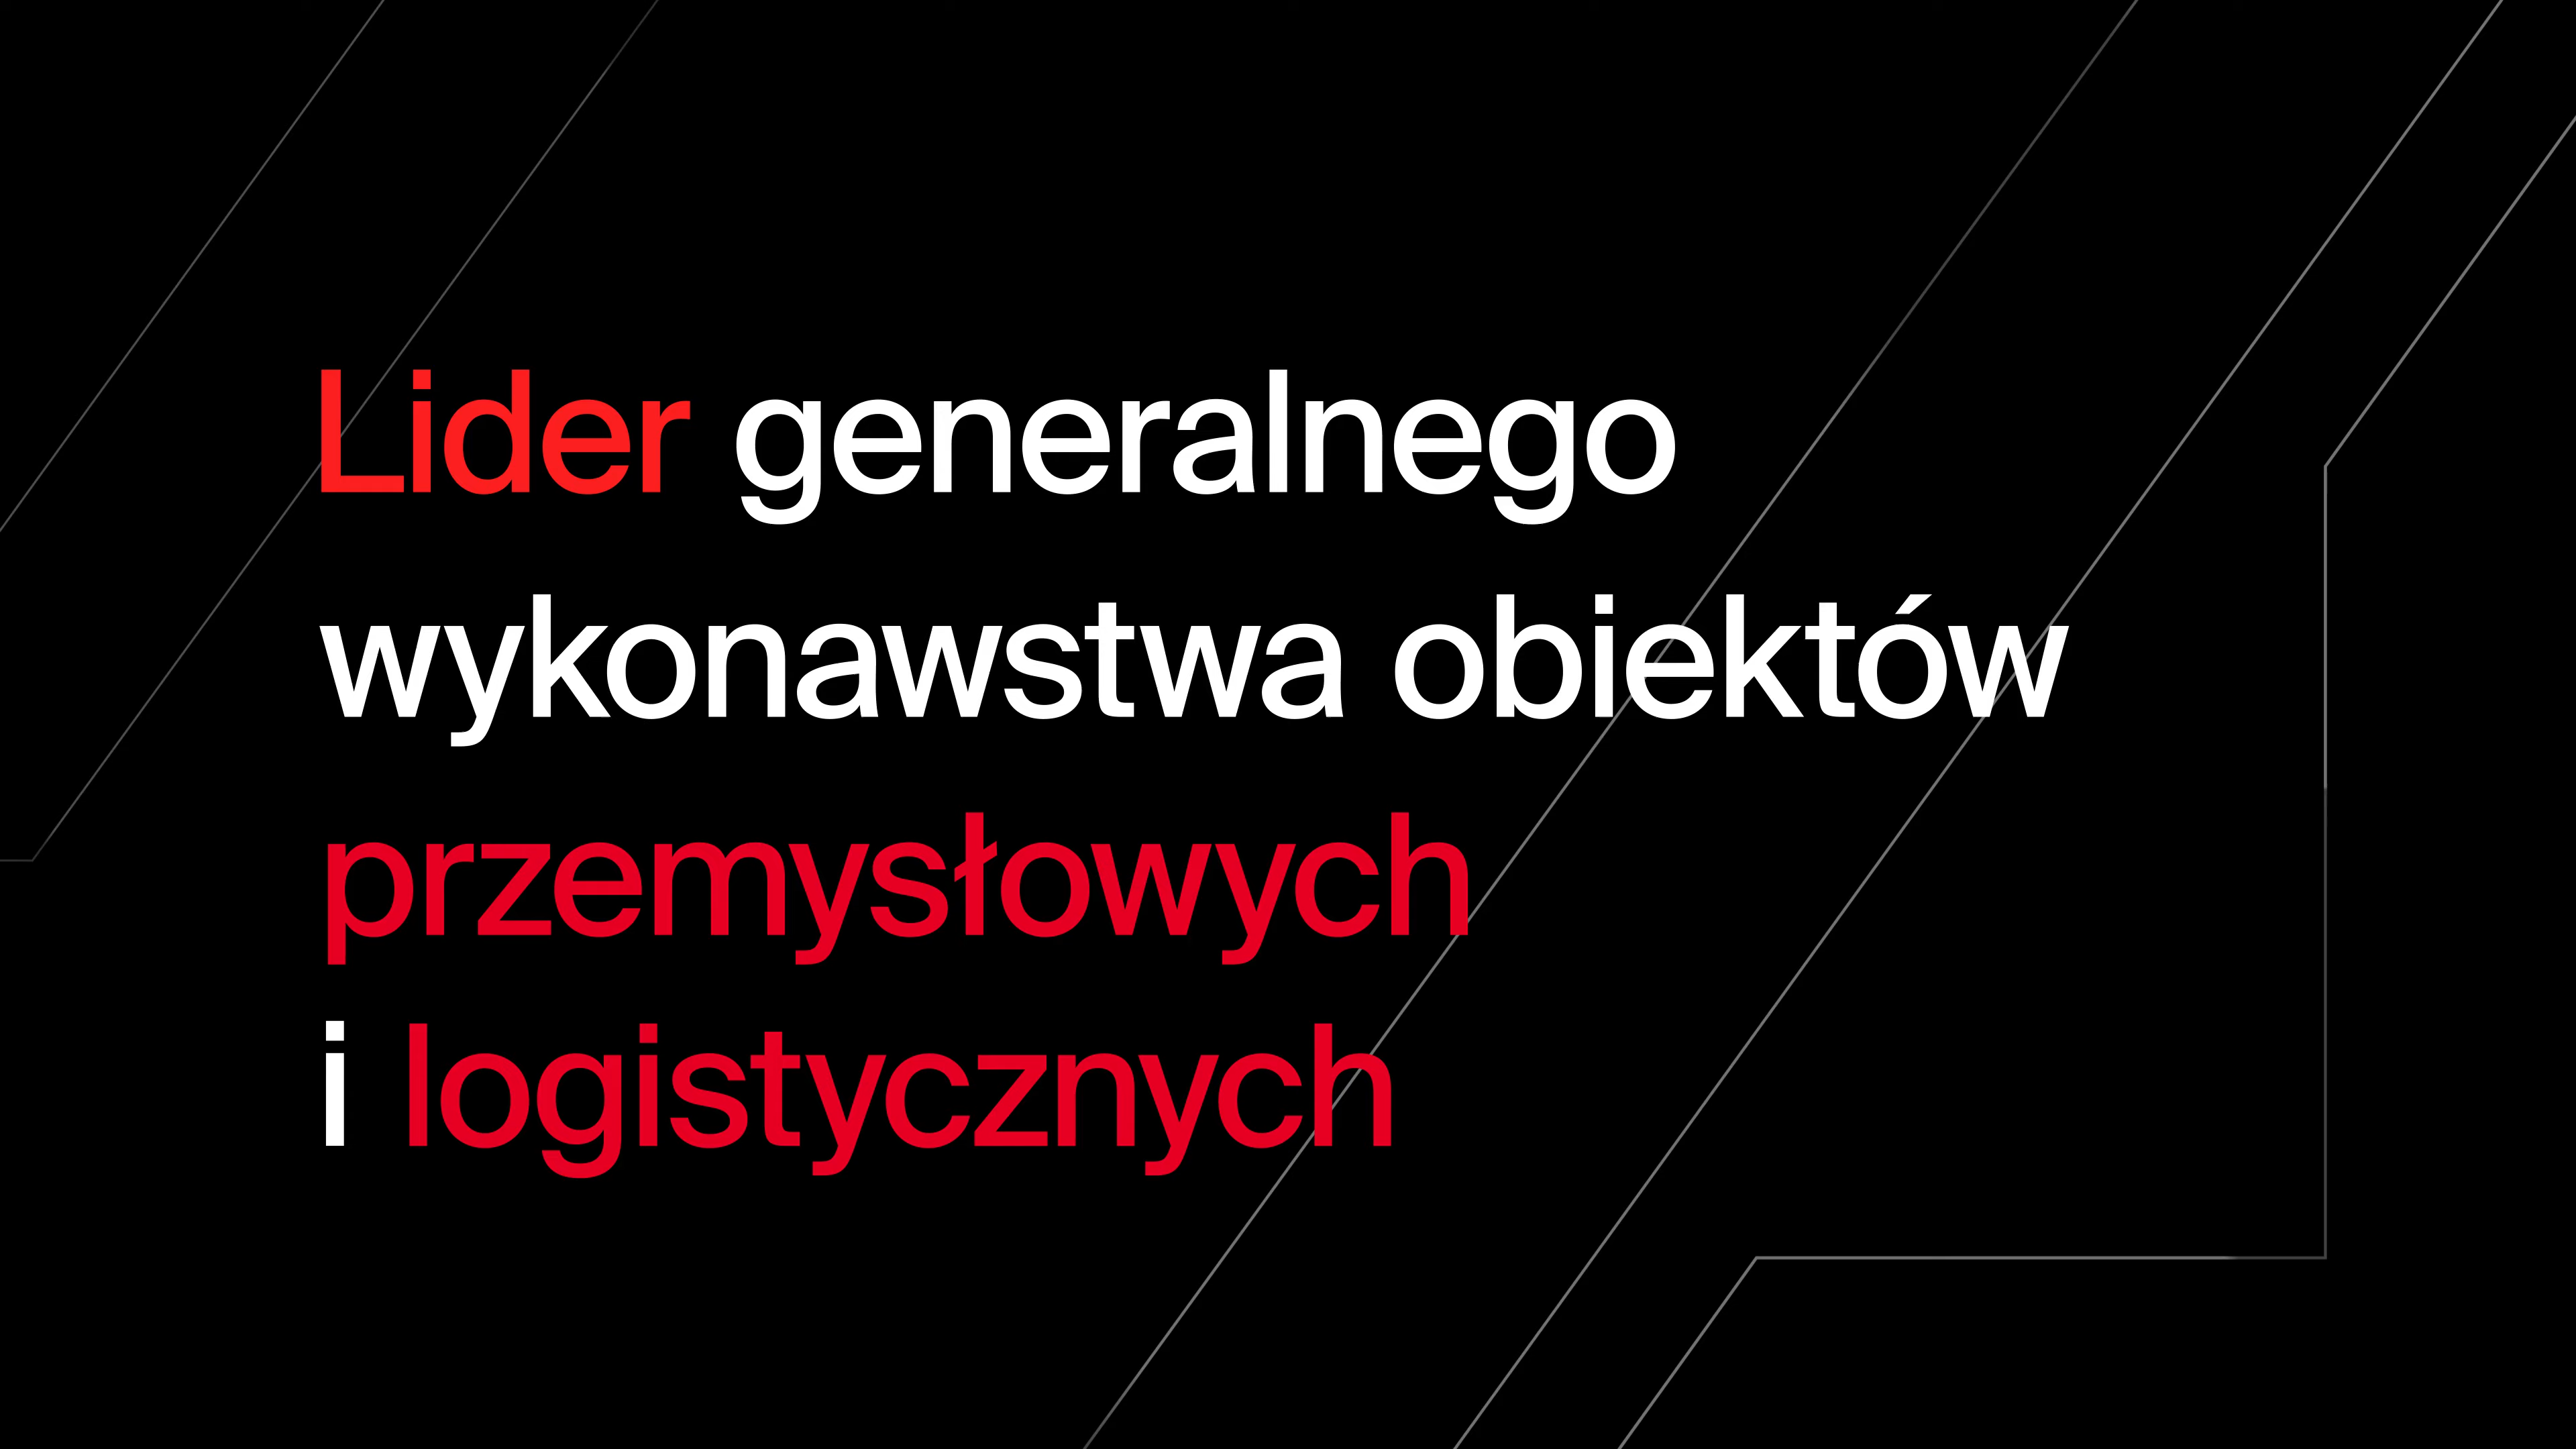 Lider generalnego
wykonawstwa obiektów
przemysłowych
i logistycznych